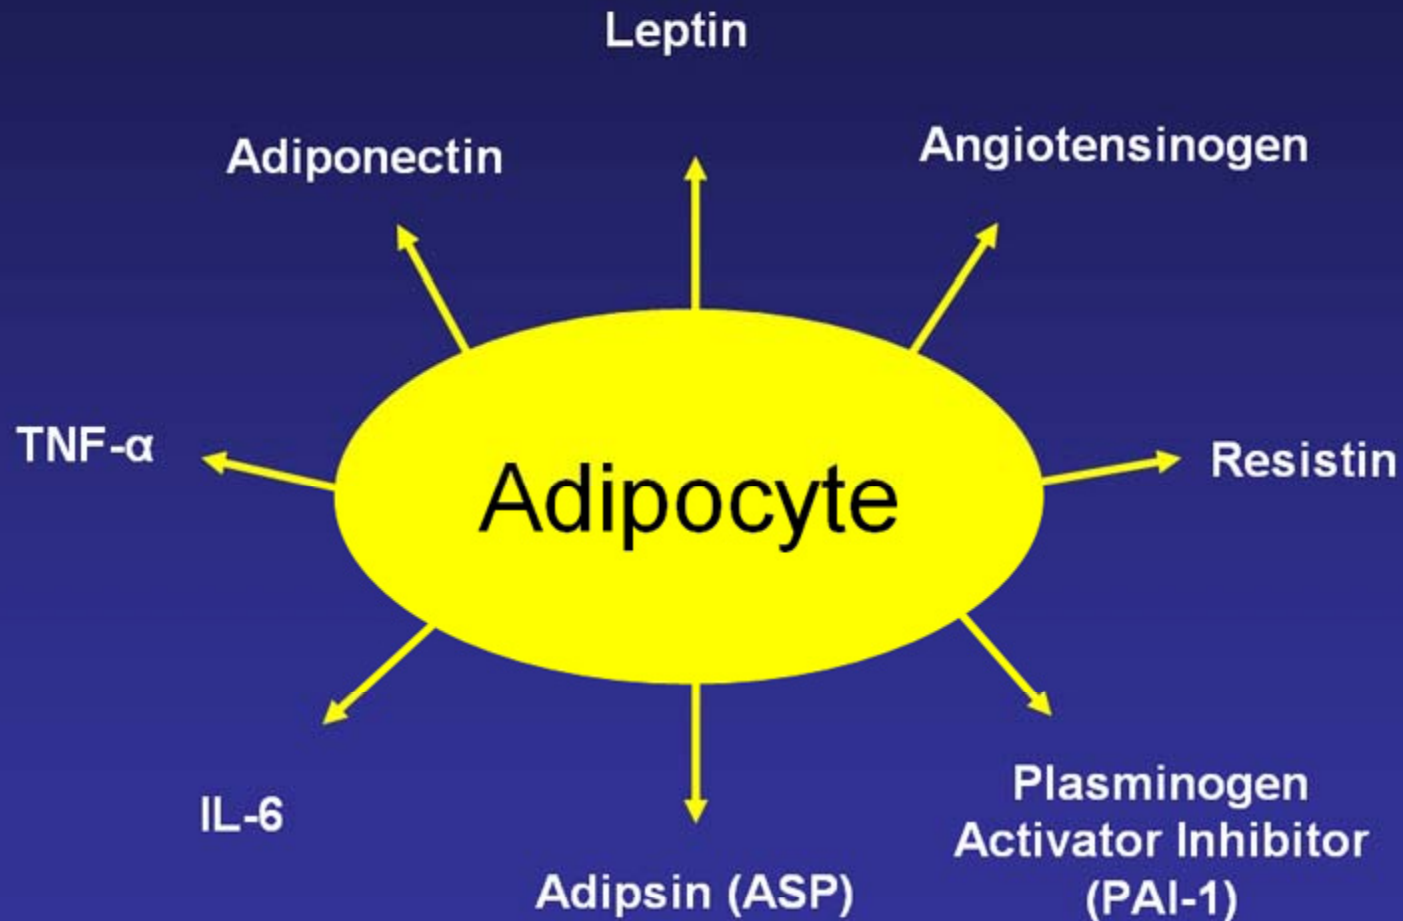 Leptin
Adiponectin
Angiotensinogen
TNF-α
Resistin
Adipocyte
IL-6
Plasminogen
Activator Inhibitor
(PAI-1)
Adipsin (ASP)